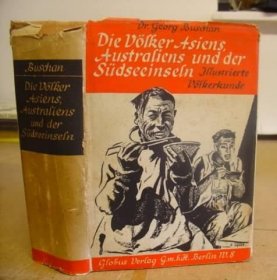 Buschan
Die Völker
Asiens,
Australiens
und der
Südseeinseln
Dr. Georg Buschan
Die Völker Asiens,
Australiens und der
Südseeinseln Illustrierte
Völkerkunde
Globus Verlag G.m.b.H. Berlin W.8